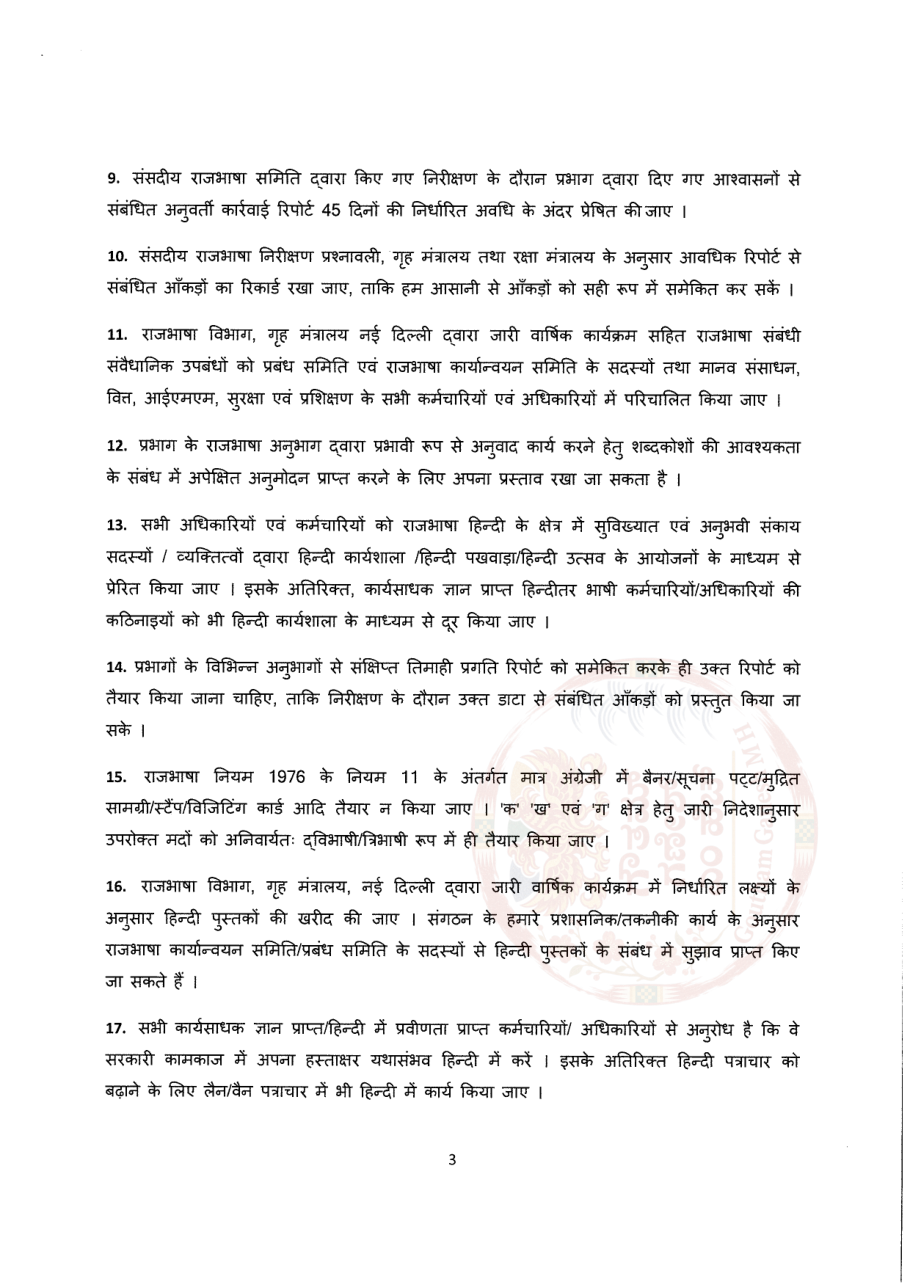 9. संसदीय राजभाषा समिति द्वारा किए गए निरीक्षण के दौरान प्रभाग द्वारा दिए गए आश्वासनों से
संबंधित अनुवर्ती कार्रवाई रिपोर्ट 45 दिनों की निर्धारित अवधि के अंदर प्रेषित की जाए ।
10. संसदीय राजभाषा निरीक्षण प्रश्नावली, गृह मंत्रालय तथा रक्षा मंत्रालय के अनुसार आवधिक रिपोर्ट से
संबंधित आँकड़ों का रिकार्ड रखा जाए, ताकि हम आसानी से आँकड़ों को सही रूप में समेकित कर सकें ।
11. राजभाषा विभाग, गृह मंत्रालय नई दिल्ली द्वारा जारी वार्षिक कार्यक्रम सहित राजभाषा संबंधी
संवैधानिक उपबंधों को प्रबंध समिति एवं राजभाषा कार्यान्वयन समिति के सदस्यों तथा मानव संसाधन,
वित्त, आईएमएम, सुरक्षा एवं प्रशिक्षण के सभी कर्मचारियों एवं अधिकारियों में परिचालित किया जाए ।
12. प्रभाग के राजभाषा अनुभाग द्वारा प्रभावी रूप से अनुवाद कार्य करने हेतु शब्दकोशों की आवश्यकता
के संबंध में अपेक्षित अनुमोदन प्राप्त करने के लिए अपना प्रस्ताव रखा जा सकता है ।
13. सभी अधिकारियों एवं कर्मचारियों को राजभाषा हिन्दी के क्षेत्र में सुविख्यात एवं अनुभवी संकाय
सदस्यों / व्यक्तित्वों द्वारा हिन्दी कार्यशाला /हिन्दी पखवाड़ा/हिन्दी उत्सव के आयोजनों के माध्यम से
प्रेरित किया जाए । इसके अतिरिक्त, कार्यसाधक ज्ञान प्राप्त हिन्दीतर भाषी कर्मचारियों/अधिकारियों की
कठिनाइयों को भी हिन्दी कार्यशाला के माध्यम से दूर किया जाए ।
14. प्रभागों के विभिन्न अनुभागों से संक्षिप्त तिमाही प्रगति रिपोर्ट को समेकित करके ही उक्त रिपोर्ट को
तैयार किया जाना चाहिए, ताकि निरीक्षण के दौरान उक्त डाटा से संबंधित आँकड़ों को प्रस्तुत किया जा
सके ।
15. राजभाषा नियम 1976 के नियम 11 के अंतर्गत मात्र अंग्रेजी में बैनर/सूचना पट्ट/मुद्रित
सामग्री/स्टैंप/विजिटिंग कार्ड आदि तैयार न किया जाए । 'क' 'ख' एवं 'ग' क्षेत्र हेतु जारी निदेशानुसार
उपरोक्त मदों को अनिवार्यतः द्विभाषी/त्रिभाषी रूप में ही तैयार किया जाए ।
16. राजभाषा विभाग, गृह मंत्रालय, नई दिल्ली द्वारा जारी वार्षिक कार्यक्रम में निर्धारित लक्ष्यों के
अनुसार हिन्दी पुस्तकों की खरीद की जाए । संगठन के हमारे प्रशासनिक/तकनीकी कार्य के अनुसार
राजभाषा कार्यान्वयन समिति/प्रबंध समिति के सदस्यों से हिन्दी पुस्तकों के संबंध में सुझाव प्राप्त किए
जा सकते हैं ।
17. सभी कार्यसाधक ज्ञान प्राप्त/हिन्दी में प्रवीणता प्राप्त कर्मचारियों/ अधिकारियों से अनुरोध है कि वे
सरकारी कामकाज में अपना हस्ताक्षर यथासंभव हिन्दी में करें । इसके अतिरिक्त हिन्दी पत्राचार को
बढ़ाने के लिए लैन/वैन पत्राचार में भी हिन्दी में कार्य किया जाए ।
3